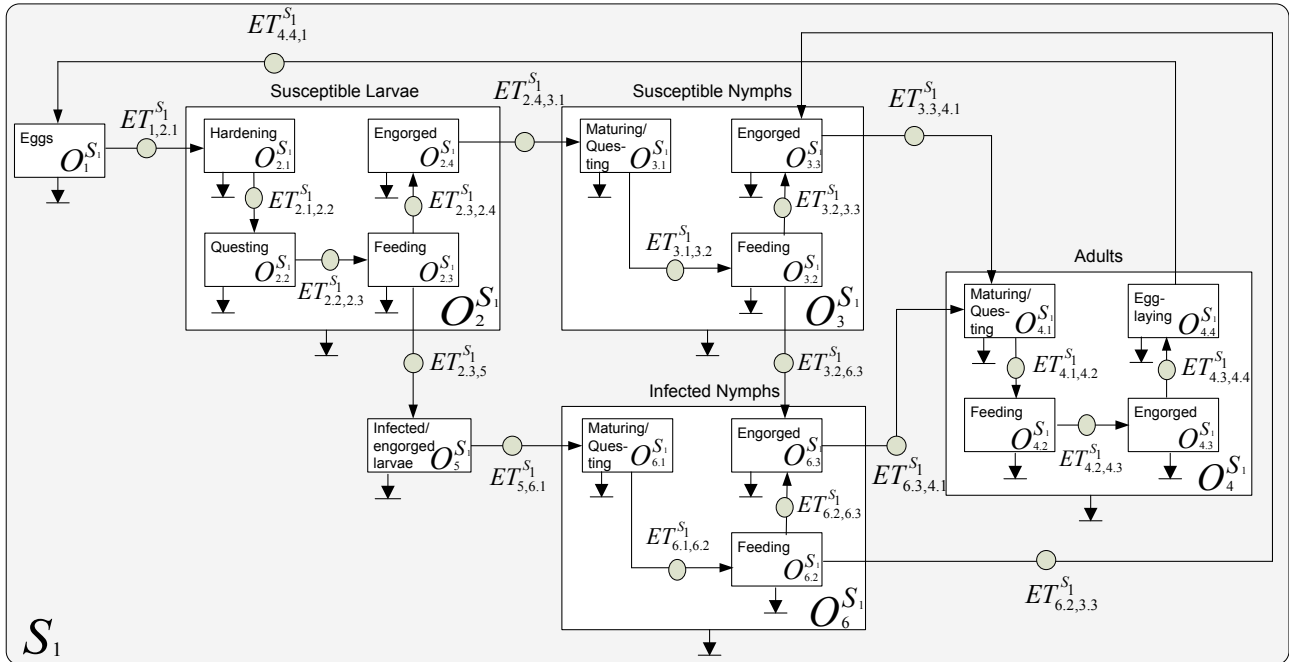 ET^{S_1}_{4.4,1}
Susceptible Larvae
ET^{S_1}_{2.4,3.1}
Susceptible Nymphs
ET^{S_1}_{3.3,4.1}
Eggs
O^{S_1}_1
ET^{S_1}_{1,2.1}
Hardening
O^{S_1}_{2.1}
Engorged
O^{S_1}_{2.4}
Maturing/
Ques-
ting
O^{S_1}_{3.1}
Engorged
O^{S_1}_{3.3}
ET^{S_1}_{2.1,2.2}
ET^{S_1}_{2.3,2.4}
ET^{S_1}_{3.2,3.3}
Questing
O^{S_1}_{2.2}
ET^{S_1}_{2.2,2.3}
Feeding
O^{S_1}_{2.3}
ET^{S_1}_{3.1,3.2}
Feeding
O^{S_1}_{3.2}
O^{S_1}_2
O^{S_1}_3
Adults
Maturing/
Ques-
ting
O^{S_1}_{4.1}
Egg-
laying
O^{S_1}_{4.4}
ET^{S_1}_{4.1,4.2}
ET^{S_1}_{4.3,4.4}
Feeding
O^{S_1}_{4.2}
ET^{S_1}_{4.2,4.3}
Engorged
O^{S_1}_{4.3}
O^{S_1}_4
ET^{S_1}_{2.3,5}
ET^{S_1}_{3.2,6.3}
Infected Nymphs
Infected/
engorged
larvae
O^{S_1}_5
ET^{S_1}_{5,6.1}
Maturing/
Ques-
ting
O^{S_1}_{6.1}
Engorged
O^{S_1}_{6.3}
ET^{S_1}_{6.3,4.1}
ET^{S_1}_{6.2,6.3}
ET^{S_1}_{6.1,6.2}
Feeding
O^{S_1}_{6.2}
ET^{S_1}_{6.2,3.3}
O^{S_1}_6
S_1